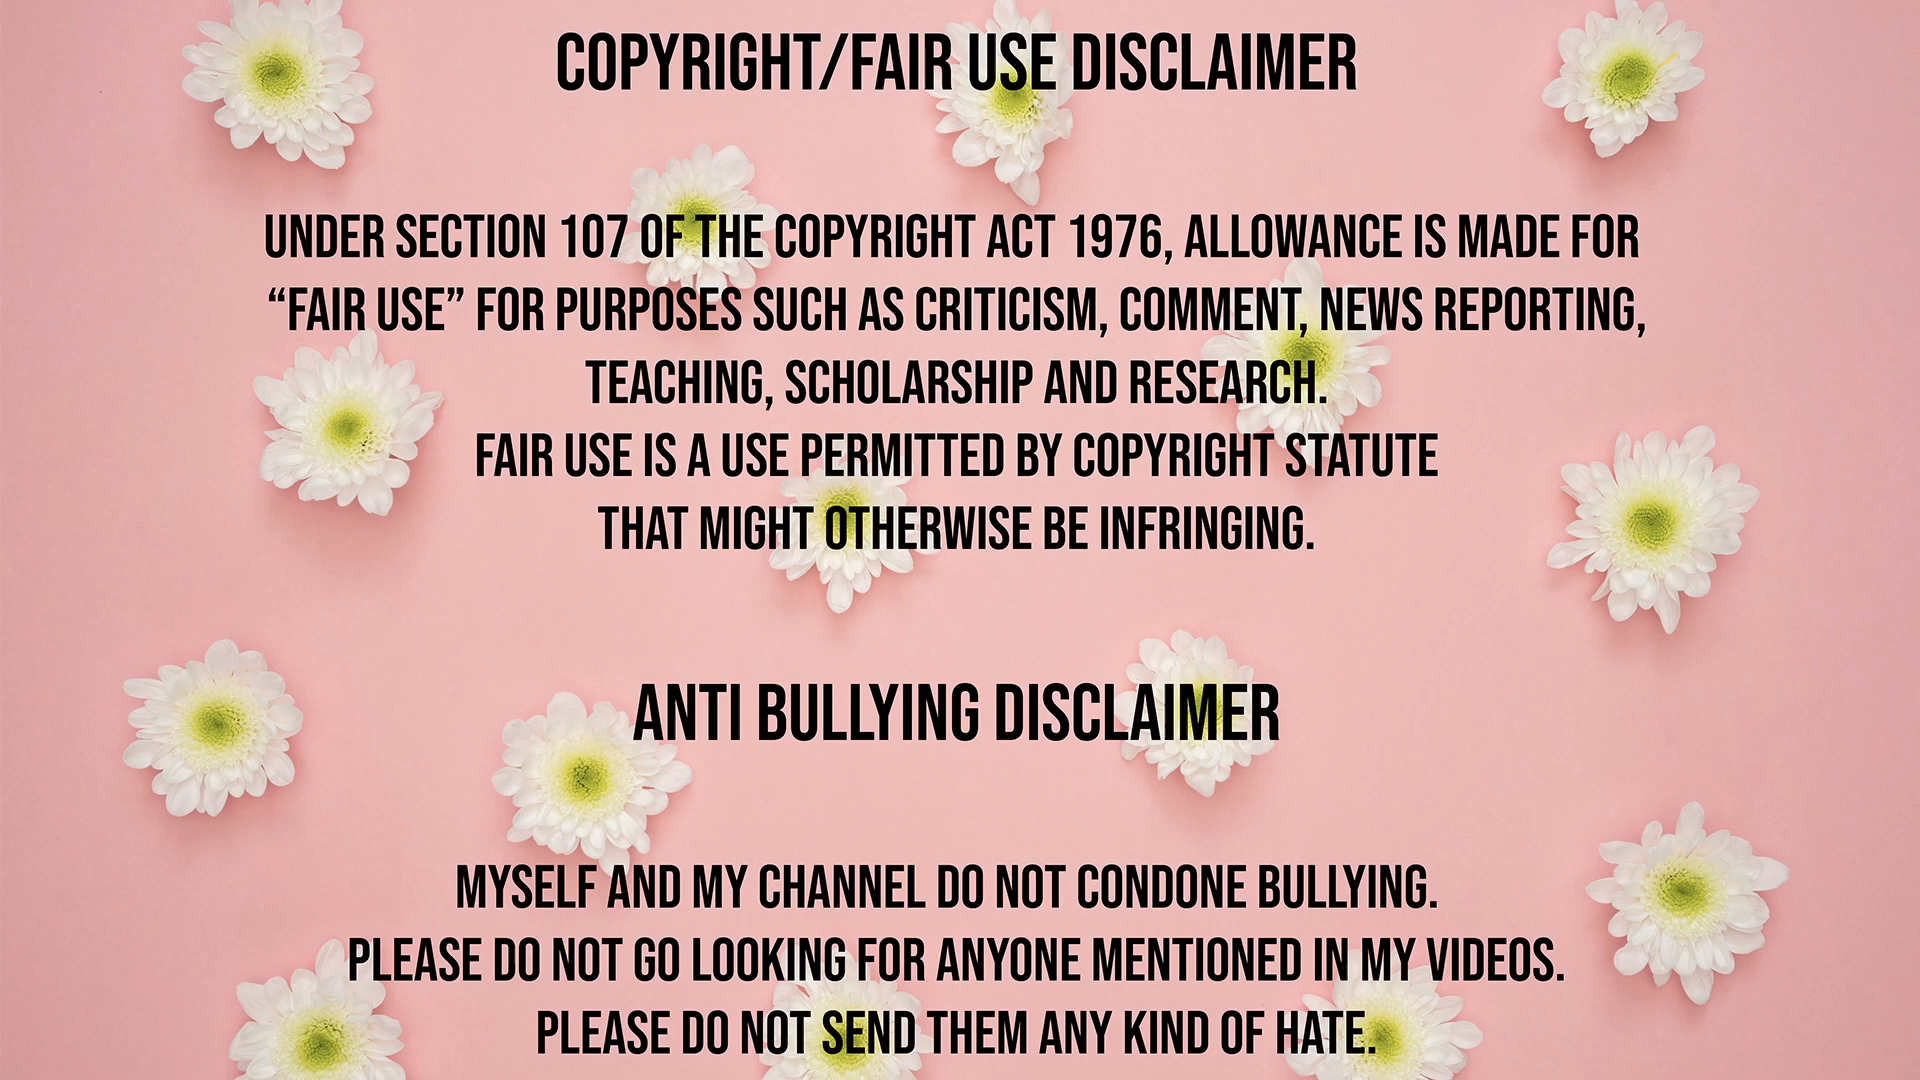 COPYRIGHT/FAIR USE DISCLAIMER
UNDER SECTION 107 OF THE COPYRIGHT ACT 1976, ALLOWANCE IS MADE FOR
“FAIR USE” FOR PURPOSES SUCH AS CRITICISM, COMMENT, NEWS REPORTING,
TEACHING, SCHOLARSHIP AND RESEARCH.
FAIR USE IS A USE PERMITTED BY COPYRIGHT STATUTE
THAT MIGHT OTHERWISE BE INFRINGING.
ANTI BULLYING DISCLAIMER
MYSELF AND MY CHANNEL DO NOT CONDONE BULLYING.
PLEASE DO NOT GO LOOKING FOR ANYONE MENTIONED IN MY VIDEOS.
PLEASE DO NOT SEND THEM ANY KIND OF HATE.